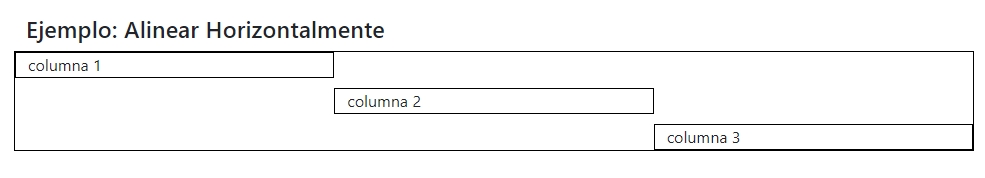 Ejemplo: Alinear Horizontalmente
columna 1
columna 2
columna 3